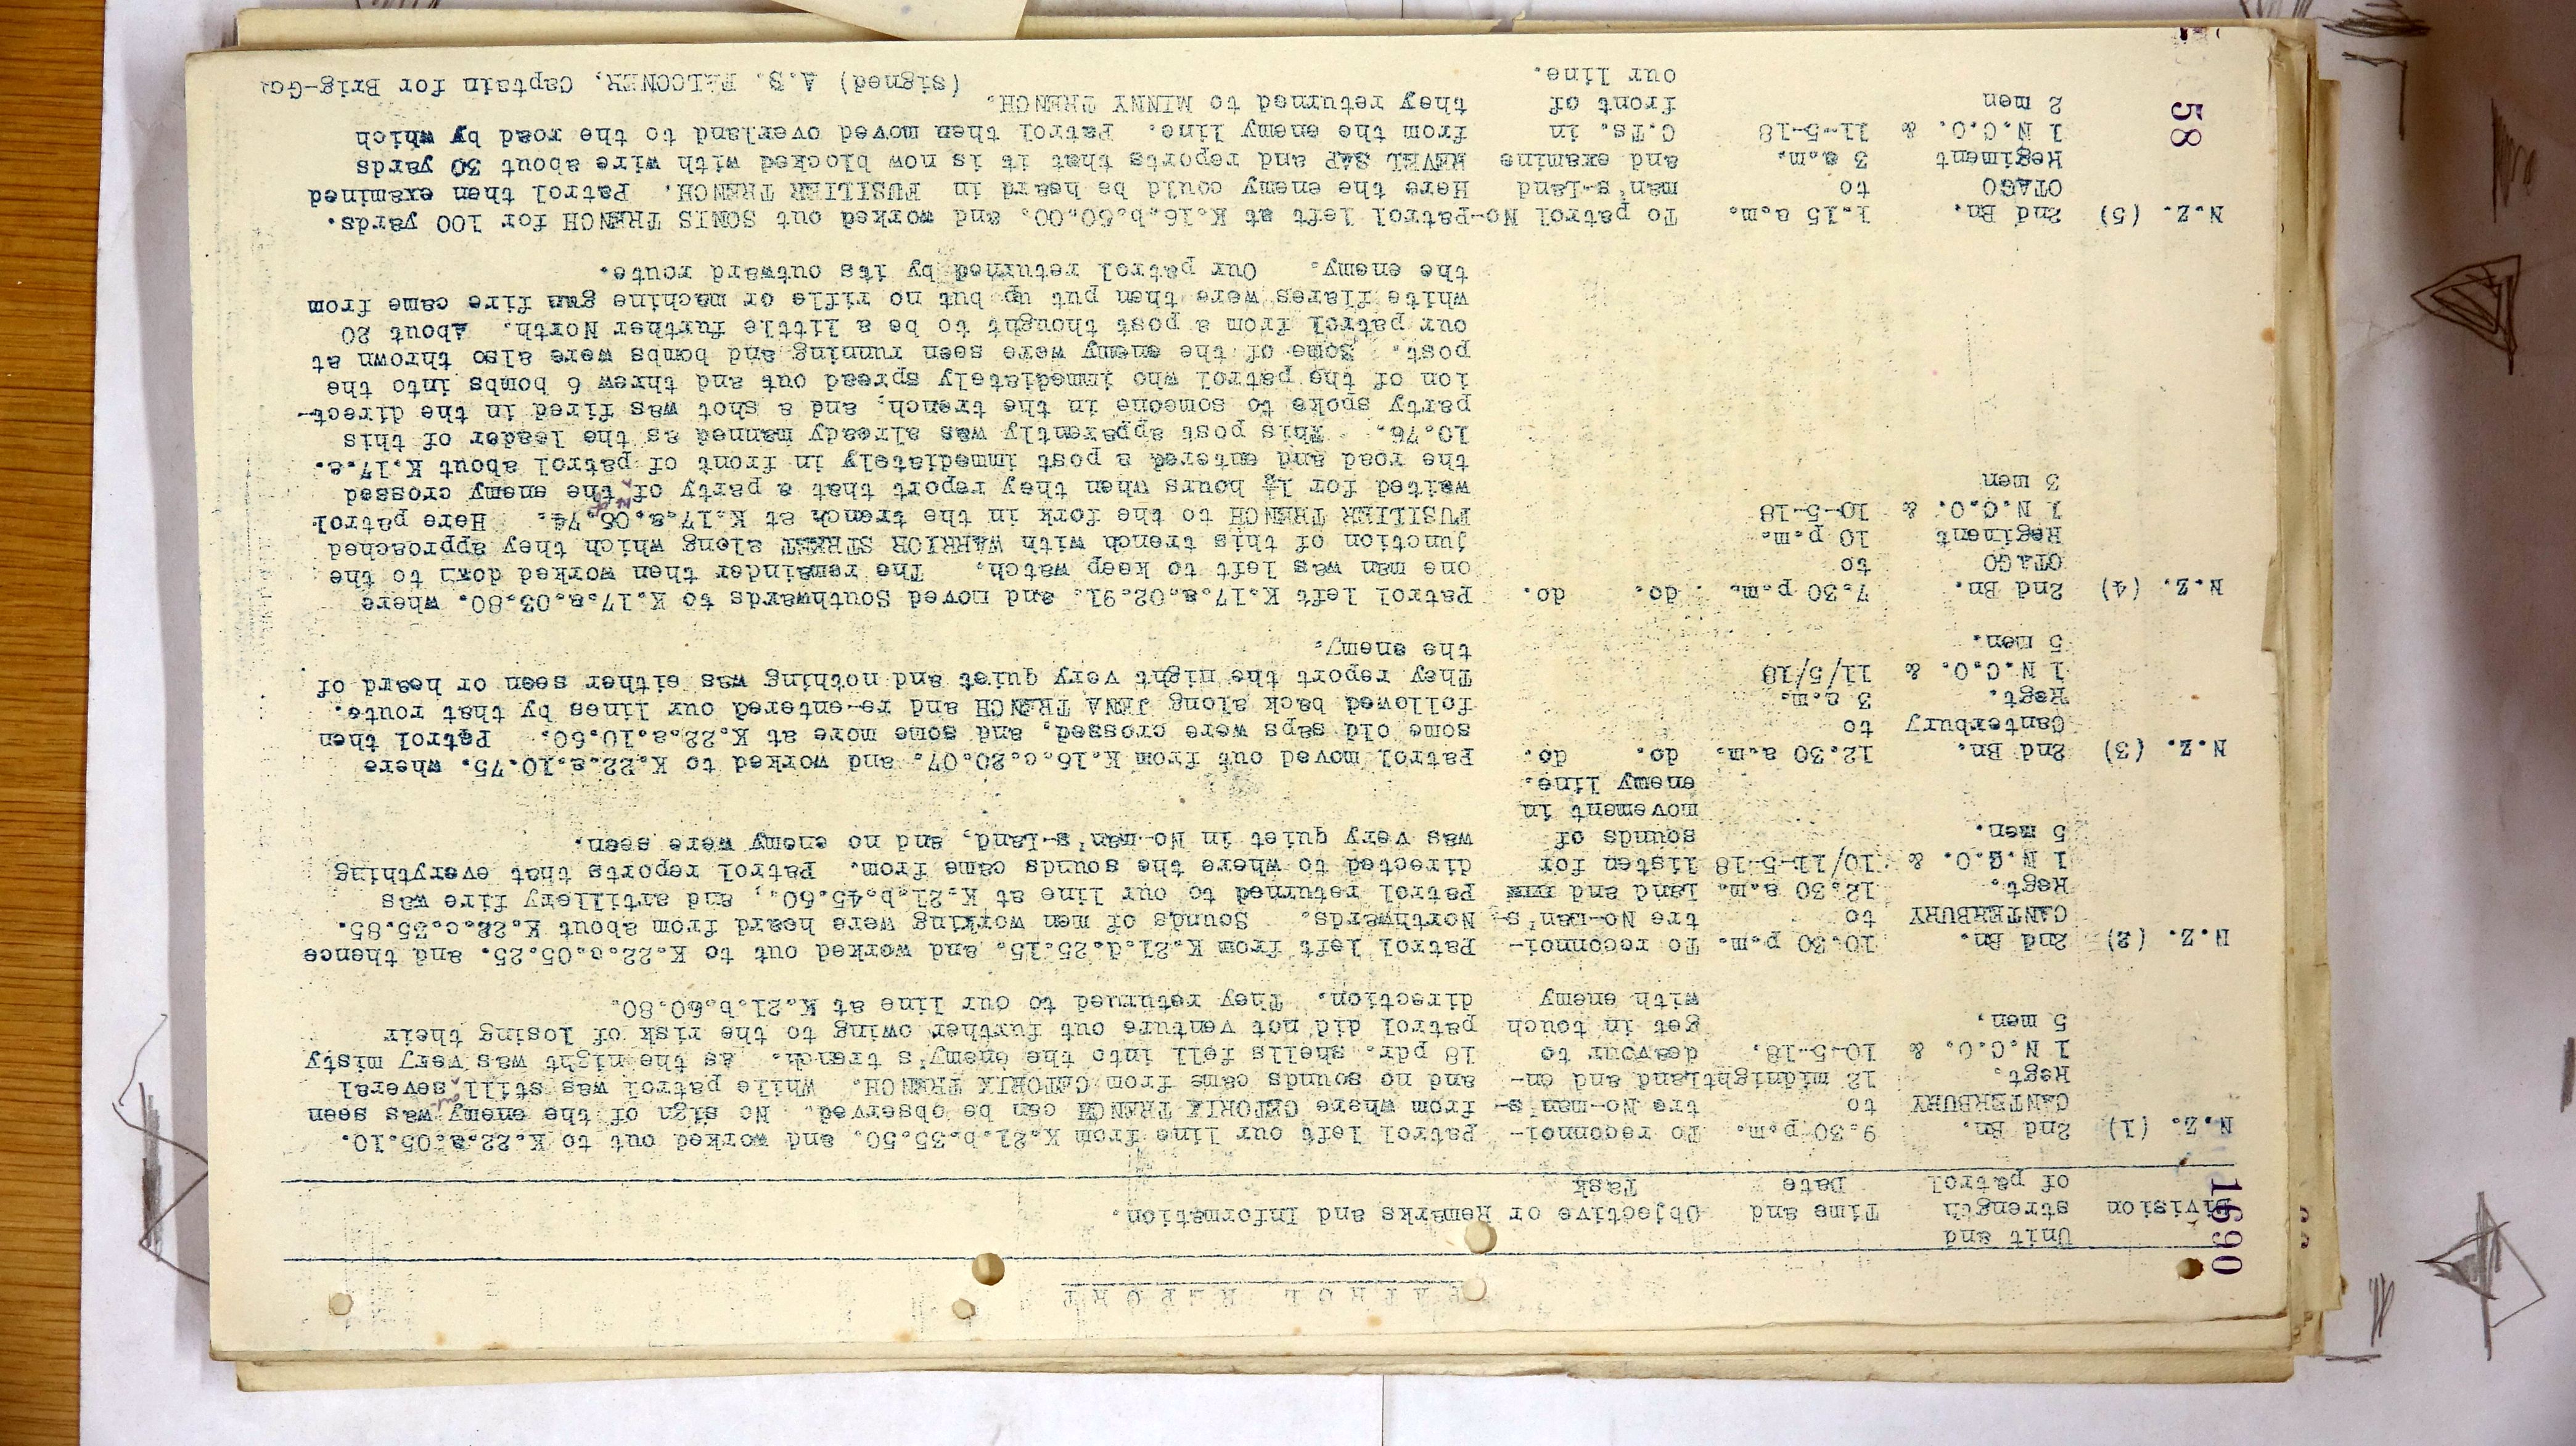 PATROL REPORT
1690
Unit and
Division strength Time and Objective or Remarks and Information.
of patrol Date Task
N.Z. (1) 2nd Bn. 9.30 p.m. To reconnoi- patrol left our line from K.21.b.35.50. and worked out to K.22.a.05.10.
CANTERBURY to tre No-man's- from where CAPORIX TRENCH can be observed. No sign of the enemy was seen
Regt. 12 midnight land and en- and no sounds came from CAPORIX TRENCH. While patrol was still out several
1 N.C.O. & 10-5-18. deavour to 18 pdr. shells fell into the enemy's trench. As the night was very misty
5 men. get in touch patrol did not venture out further owing to the risk of losing their
with enemy direction. They returned to our line at K.21.b.60.80.
N.Z. (2) 2nd Bn. 10.30 p.m. To reconnoi- Patrol left from K.21.d.25.15. and worked out to K.22.c.05.25. and thence
CANTERBURY to tre No-man's- Northwards. Sounds of men working were heard from about K.22.c.35.85.
Regt. 12.30 a.m. land and Patrol returned to our line at K.21.b.45.60., and artillery fire was
1 N.C.O. & 10/11-5-18 listen for directed to where the sounds came from. Patrol reports that everything
5 men. sounds of was very quiet in No-man's-land, and no enemy were seen.
movement in
enemy line.
N.Z. (3) 2nd Bn. 12.30 a.m. do. do. patrol moved out from K.16.c.20.07. and worked to K.22.a.10.75. where
Canterbury to some old saps were crossed, and some more at K.22.a.10.60. Patrol then
Regt. 3 a.m. followed back along JENA TRENCH and re-entered our lines by that route.
1 N.C.O. & 11/5/18 They report the night very quiet and nothing was either seen or heard of
5 men. the enemy.
N.Z. (4) 2nd Bn. 7.30 p.m. do. do. Patrol left K.17.a.02.91. and moved Southwards to K.17.a.03.80. where
OTAGO to one man was left to keep watch. The remainder then worked down to the
Regiment 10 p.m. junction of this trench with WARRIOR STREET along which they approached
1 N.C.O. & 10-5-18 FUSILIER TRENCH to the fork in the trench at K.17.a.05.74. Here patrol
3 men waited for 1½ hours when they report that a party of the enemy crossed
the road and entered a post immediately in front of patrol about K.17.a.
10.76. This post apparently was already manned as the leader of this
party spoke to someone in the trench, and a shot was fired in the direct-
ion of the patrol who immediately spread out and threw 6 bombs into the
post. Some of the enemy were seen running and bombs were also thrown at
our patrol from a post thought to be a little further North. About 20
white flares were then put up but no rifle or machine gun fire came from
the enemy. Our patrol returned by its outward route.
N.Z. (5) 2nd Bn. 1.15 a.m. To patrol No- Patrol left at K.16.b.60.00. and worked out SONIS TRENCH for 100 yards.
OTAGO to man's-land Here the enemy could be heard in FUSILIER TRENCH. Patrol then examined
Regiment 3 a.m. and examine REVEL SAP and reports that it is now blocked with wire about 30 yards
1 N.C.O. & 11-5-18 C.Ts. in from the enemy line. Patrol then moved overland to the road by which
2 men front of they returned to MINNY TRENCH.
our line. (signed) A.S. FALCONER, Captain for Brig-Ge
58